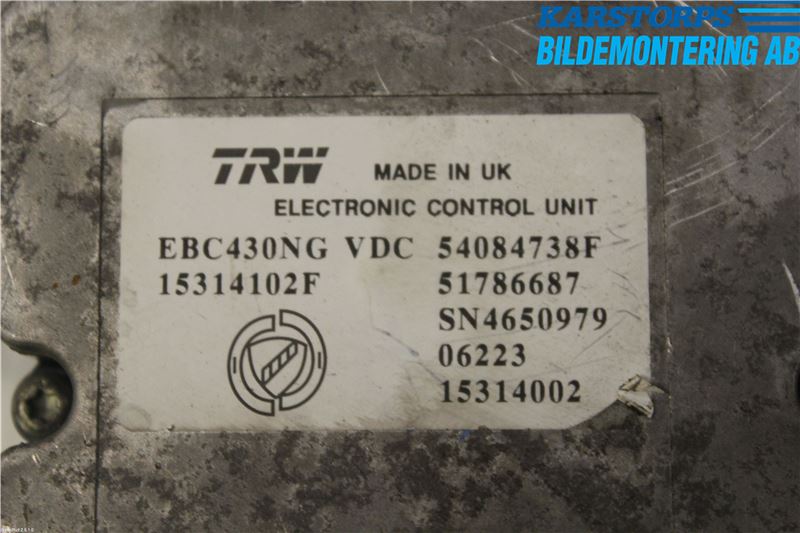 KARSTORPS
BILDEMONTERING AB
TRW MADE IN UK
ELECTRONIC CONTROL UNIT
EBC430NG VDC 54084738F
15314102F 51786687
SN4650979
06223
15314002